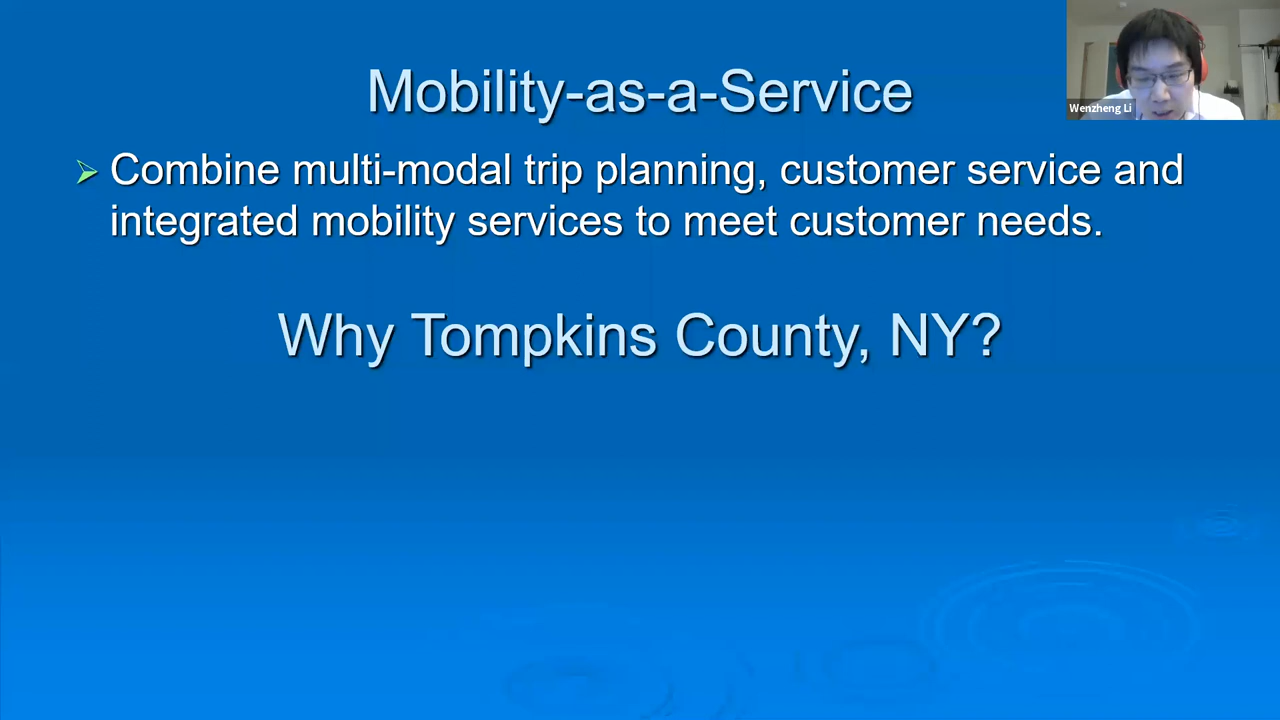 Mobility-as-a-Service
Wenzheng Li
Combine multi-modal trip planning, customer service and
integrated mobility services to meet customer needs.
Why Tompkins County, NY?